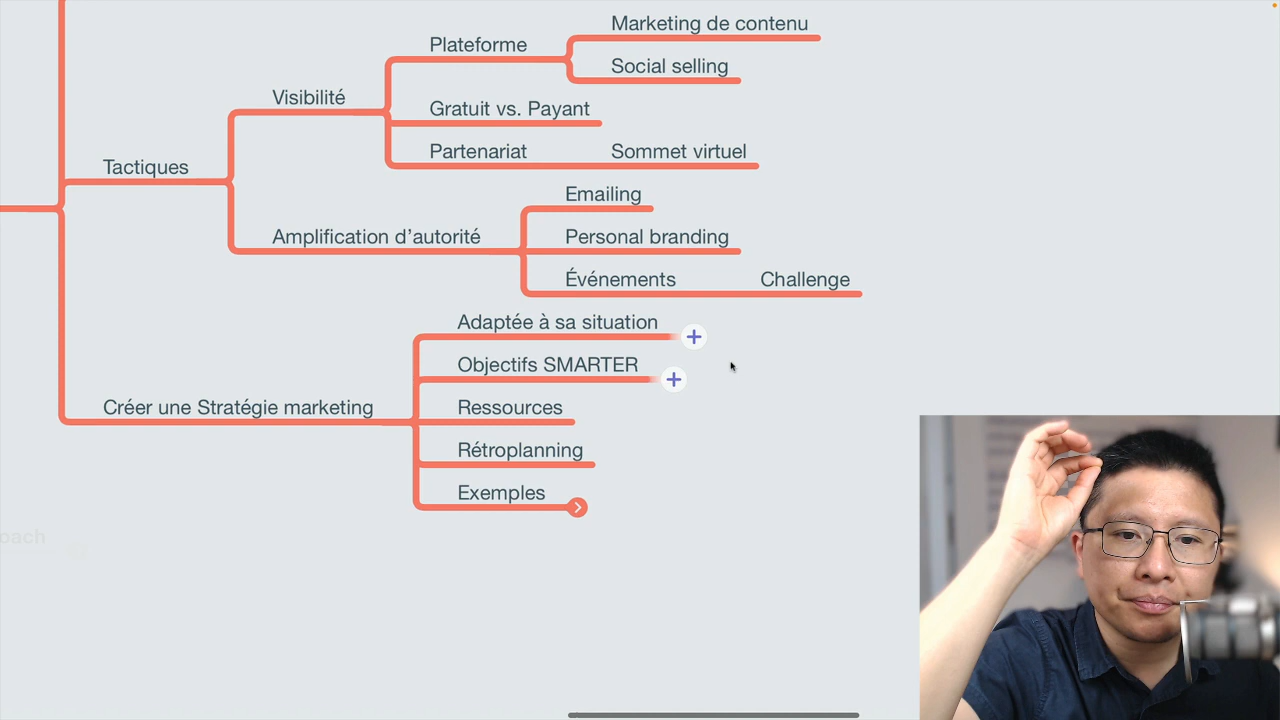 Marketing de contenu
Plateforme
Social selling
Visibilité
Gratuit vs. Payant
Partenariat
Sommet virtuel
Tactiques
Emailing
Amplification d’autorité
Personal branding
Événements
Challenge
Adaptée à sa situation
Objectifs SMARTER
Créer une Stratégie marketing
Ressources
Rétroplanning
Exemples
oach